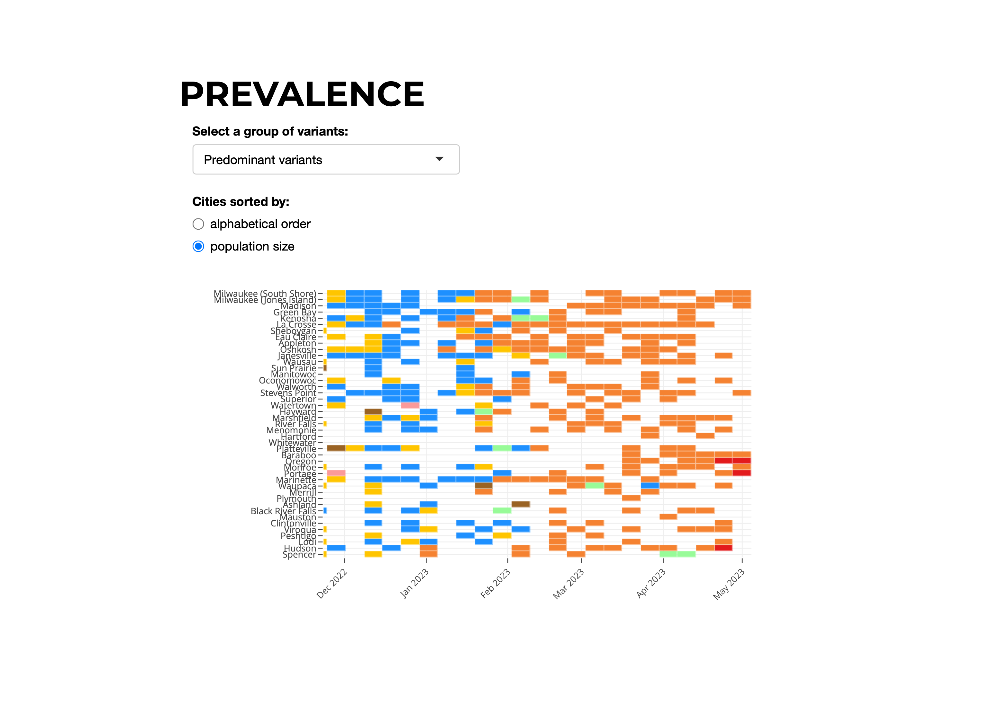 PREVALENCE
Select a group of variants:
Predominant variants
Cities sorted by:
alphabetical order
population size
Milwaukee (South Shore)
Milwaukee (Jones Island)
Madison
Green Bay
Kenosha
La Crosse
Sheboygan
Eau Claire
Appleton
Oshkosh
Janesville
Wausau
Sun Prairie
Manitowoc
Oconomowoc
Walworth
Stevens Point
Superior
Watertown
Hayward
Marshfield
River Falls
Menomonie
Hartford
Whitewater
Platteville
Baraboo
Oregon
Monroe
Portage
Marinette
Waupaca
Merrill
Plymouth
Ashland
Black River Falls
Mauston
Clintonville
Viroqua
Peshtigo
Lodi
Hudson
Spencer
Dec 2022
Jan 2023
Feb 2023
Mar 2023
Apr 2023
May 2023